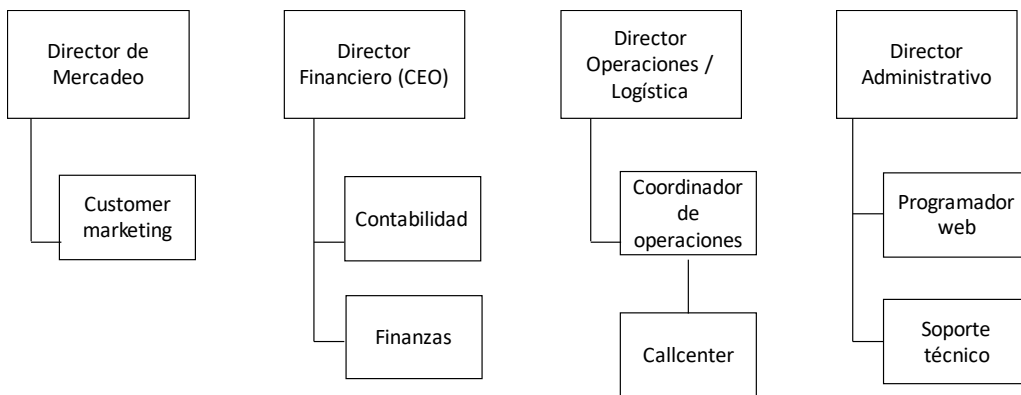 Director de
Mercadeo
Director
Financiero (CEO)
Director
Operaciones /
Logística
Director
Administrativo
Customer
marketing
Contabilidad
Coordinador
de
operaciones
Programador
web
Finanzas
Callcenter
Soporte
técnico